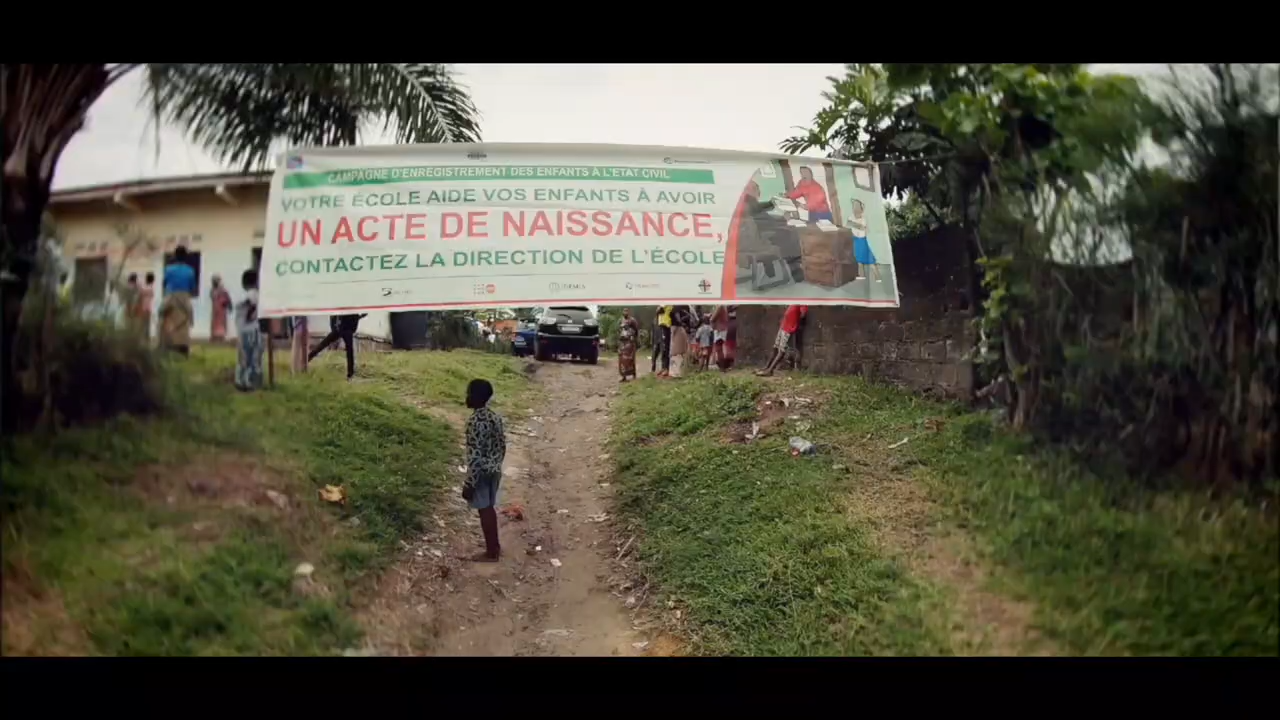 CAMPAGNE D'ENREGISTREMENT DES ENFANTS A L'ETAT CIVIL
VOTRE ÉCOLE AIDE VOS ENFANTS À AVOIR
UN ACTE DE NAISSANCE,
CONTACTEZ LA DIRECTION DE L'ÉCOLE